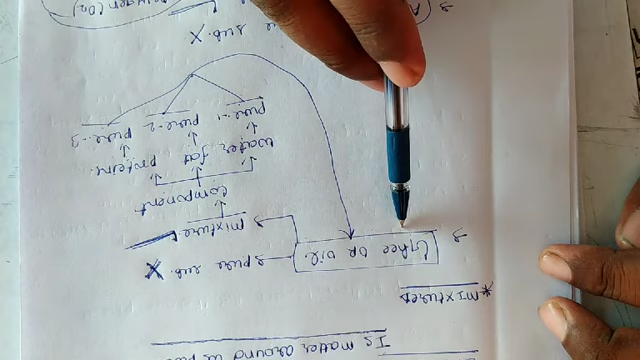 Is matter around us
*Mixtures
→ Ghee OR Oil. → pure sub. X
→ mixture
component
water fat protein
pure-1 pure-2 pure-3
sub. X
(O2)